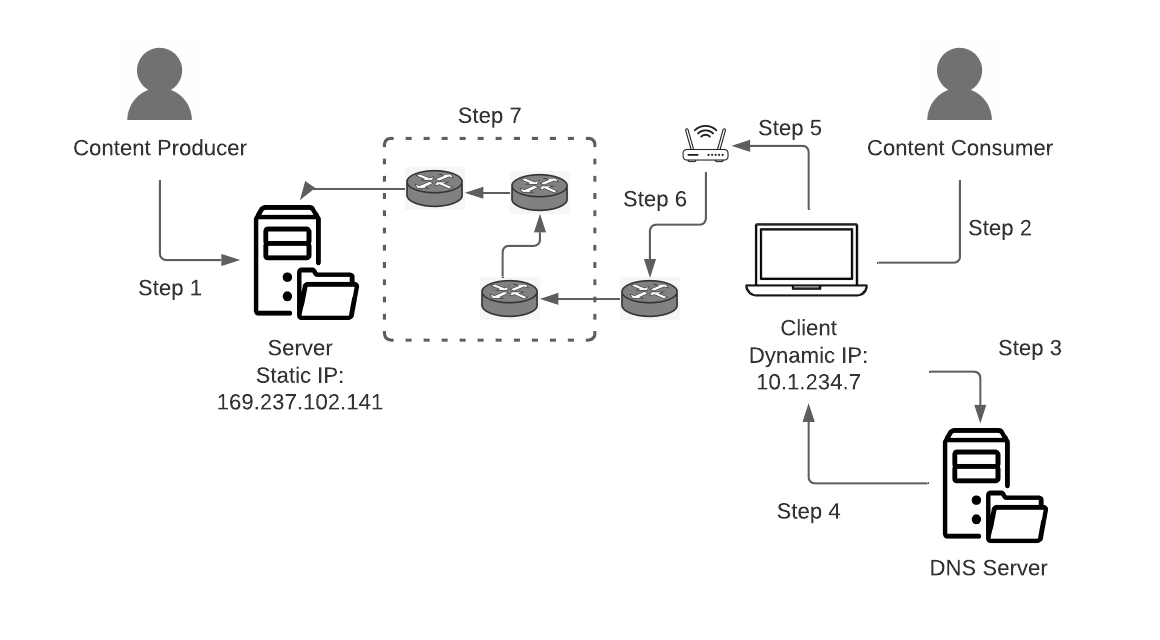 Step 7
Step 5
Content Producer
Content Consumer
Step 6
Step 2
Step 1
Client
Dynamic IP:
10.1.234.7
Server
Static IP:
169.237.102.141
Step 3
Step 4
DNS Server